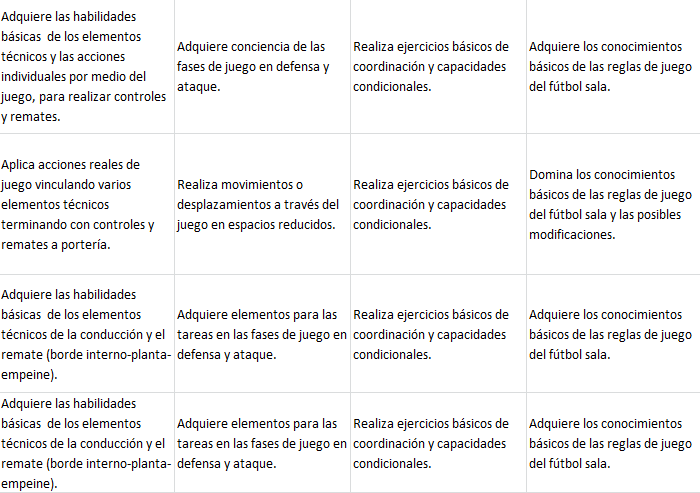 Adquiere las habilidades
básicas  de los elementos
técnicos y las acciones
individuales por medio del
juego, para realizar controles
y remates.
Adquiere conciencia de las
fases de juego en defensa y
ataque.
Realiza ejercicios básicos de
coordinación y capacidades
condicionales.
Adquiere los conocimientos
básicos de las reglas de juego
del fútbol sala.
Aplica acciones reales de
juego vinculando varios
elementos técnicos
terminando con controles y
remates a portería.
Realiza movimientos o
desplazamientos a través del
juego en espacios reducidos.
Realiza ejercicios básicos de
coordinación y capacidades
condicionales.
Domina los conocimientos
básicos de las reglas de juego
del fútbol sala y las posibles
modificaciones.
Adquiere las habilidades
básicas  de los elementos
técnicos de la conducción y el
remate (borde interno-planta-
empeine).
Adquiere elementos para las
tareas en las fases de juego en
defensa y ataque.
Realiza ejercicios básicos de
coordinación y capacidades
condicionales.
Adquiere los conocimientos
básicos de las reglas de juego
del fútbol sala.
Adquiere las habilidades
básicas  de los elementos
técnicos de la conducción y el
remate (borde interno-planta-
empeine).
Adquiere elementos para las
tareas en las fases de juego en
defensa y ataque.
Realiza ejercicios básicos de
coordinación y capacidades
condicionales.
Adquiere los conocimientos
básicos de las reglas de juego
del fútbol sala.